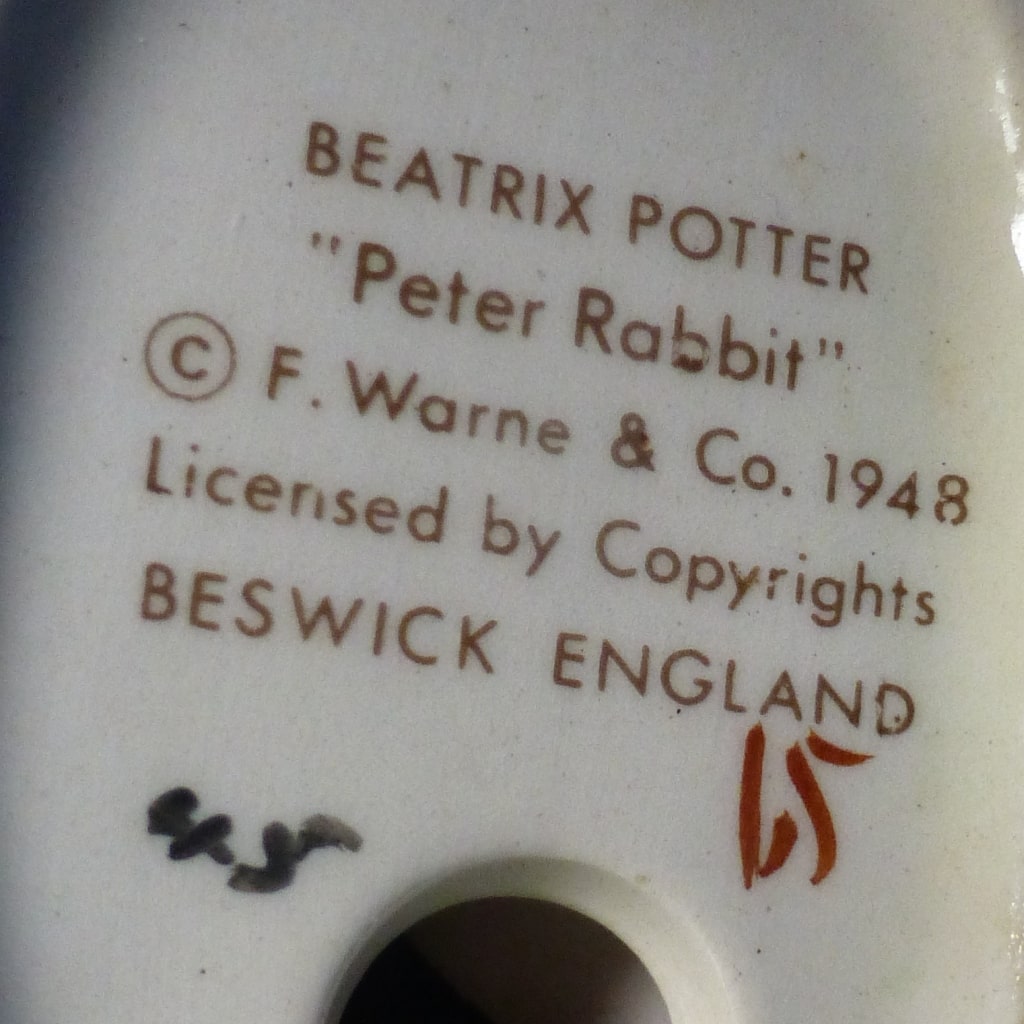 BEATRIX POTTER
"Peter Rabbit"
© F. Warne & Co. 1948
Licensed by Copyrights
BESWICK ENGLAND